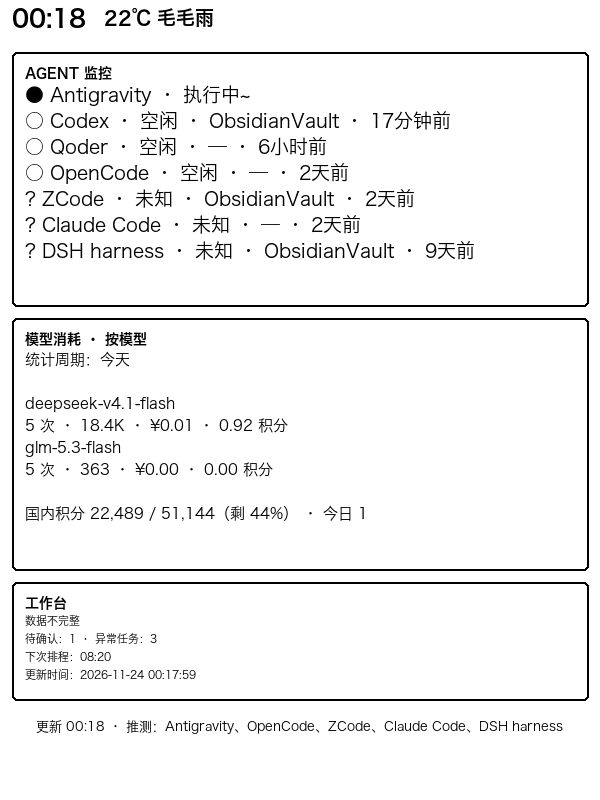 00:18 22℃ 毛毛雨
AGENT 监控
● Antigravity · 执行中~
○ Codex · 空闲 · ObsidianVault · 17分钟前
○ Qoder · 空闲 · — · 6小时前
○ OpenCode · 空闲 · — · 2天前
? ZCode · 未知 · ObsidianVault · 2天前
? Claude Code · 未知 · — · 2天前
? DSH harness · 未知 · ObsidianVault · 9天前
模型消耗 · 按模型
统计周期：今天
deepseek-v4.1-flash
5 次 · 18.4K · ¥0.01 · 0.92 积分
glm-5.3-flash
5 次 · 363 · ¥0.00 · 0.00 积分
国内积分 22,489 / 51,144（剩 44%） · 今日 1
工作台
数据不完整
待确认：1 · 异常任务：3
下次排程：08:20
更新时间：2026-11-24 00:17:59
更新 00:18 · 推测：Antigravity、OpenCode、ZCode、Claude Code、DSH harness